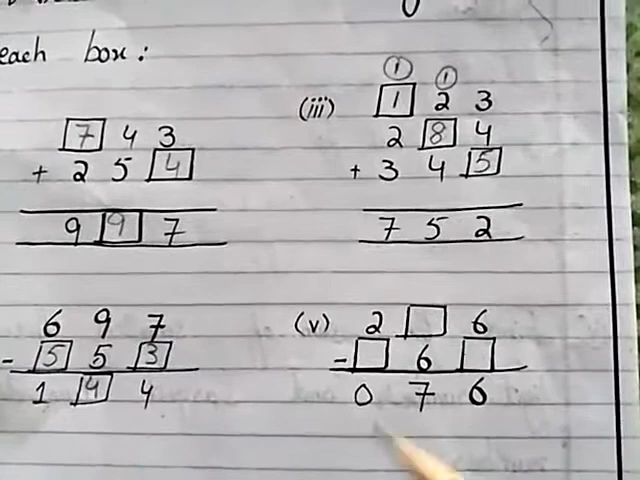 each box:
① ①
7 4 3
+ 2 5 4
9 9 7
(iii) 1 2 3
2 8 4
+ 3 4 5
7 5 2
6 9 7
- 5 5 3
1 4 4
(v) 2 □ 6
- □ 6 □
0 7 6